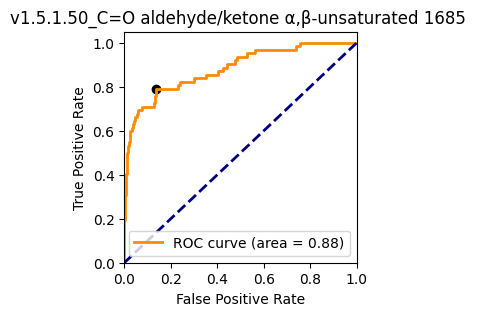 v1.5.1.50_C=O aldehyde/ketone α,β-unsaturated 1685
1.0
0.8
0.6
0.4
0.2
0.0
True Positive Rate
ROC curve (area = 0.88)
0.0 0.2 0.4 0.6 0.8 1.0
False Positive Rate